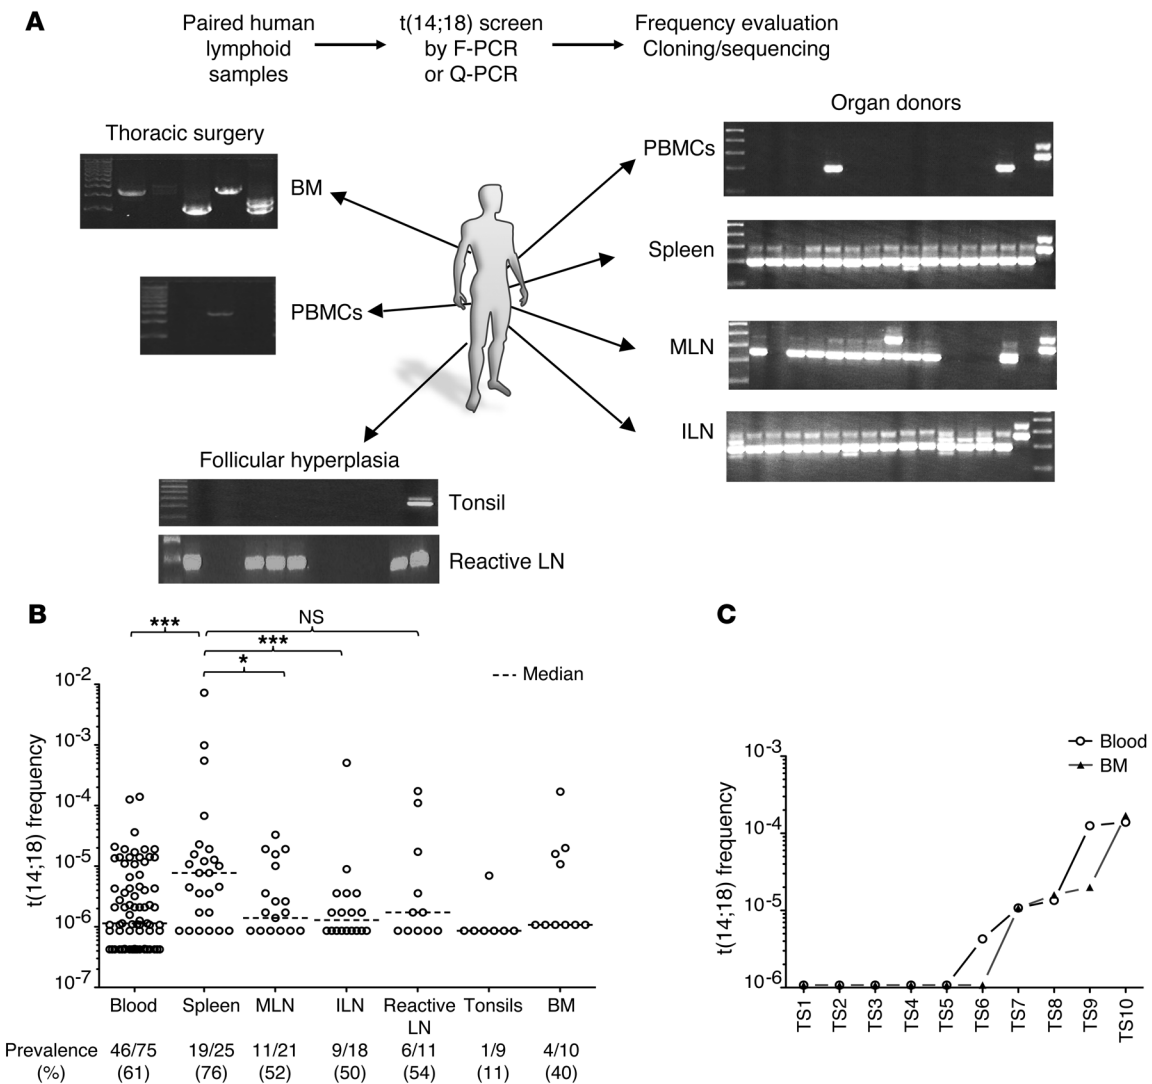 A
Paired human
lymphoid
samples
t(14;18) screen
by F-PCR
or Q-PCR
Frequency evaluation
Cloning/sequencing
Thoracic surgery
BM
PBMCs
Organ donors
PBMCs
Spleen
MLN
ILN
Follicular hyperplasia
Tonsil
Reactive LN
B
***
NS
***
*
Median
t(14;18) frequency
10-2
10-3
10-4
10-5
10-6
10-7
Blood Spleen MLN ILN Reactive LN Tonsils BM
Prevalence 46/75 19/25 11/21 9/18 6/11 1/9 4/10
(%) (61) (76) (52) (50) (54) (11) (40)
C
Blood
BM
t(14;18) frequency
10-3
10-4
10-5
10-6
TS1 TS2 TS3 TS4 TS5 TS6 TS7 TS8 TS9 TS10